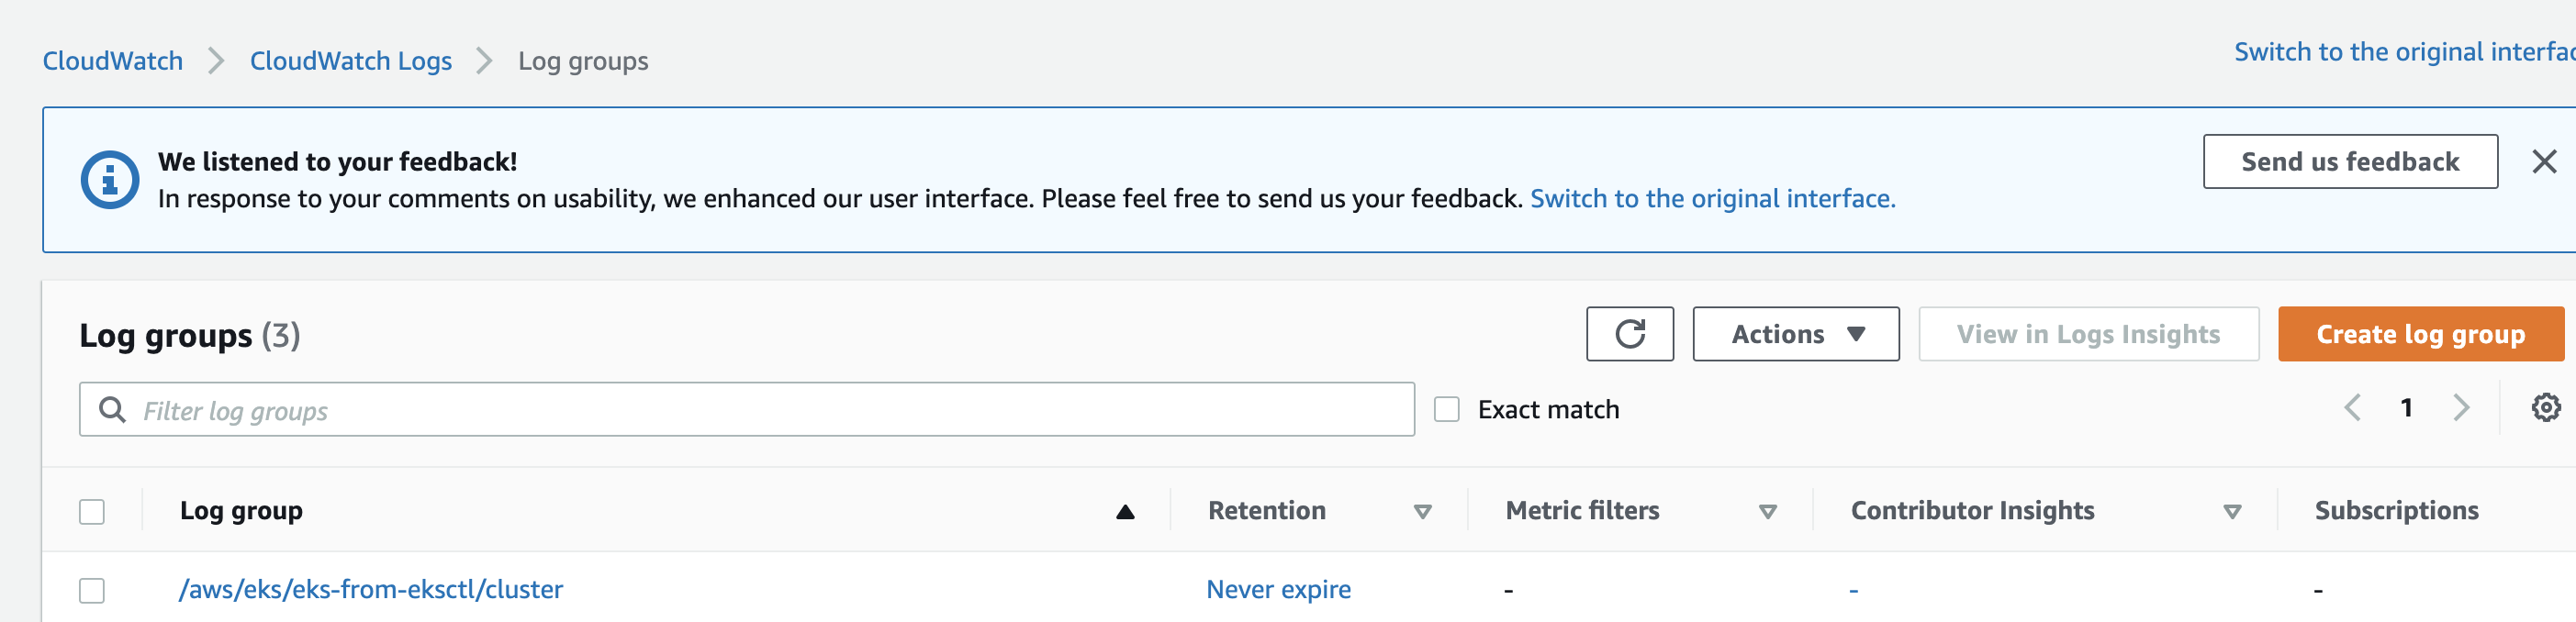 CloudWatch > CloudWatch Logs > Log groups
Switch to the original interfac
We listened to your feedback!
In response to your comments on usability, we enhanced our user interface. Please feel free to send us your feedback. Switch to the original interface.
Send us feedback
Log groups (3)
Actions
View in Logs Insights
Create log group
Filter log groups
Exact match
1
Log group
Retention
Metric filters
Contributor Insights
Subscriptions
/aws/eks/eks-from-eksctl/cluster
Never expire
-
-
-